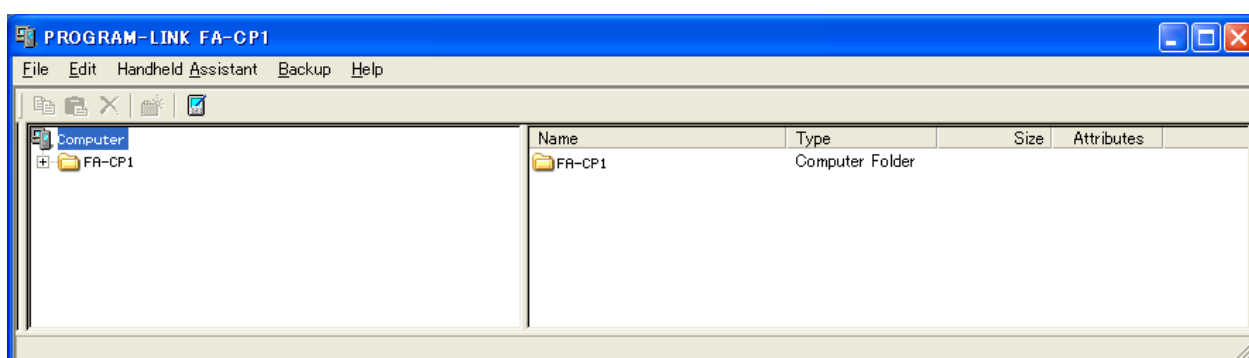 PROGRAM-LINK FA-CP1
File Edit Handheld Assistant Backup Help
Computer
FA-CP1
Name Type Size Attributes
FA-CP1 Computer Folder